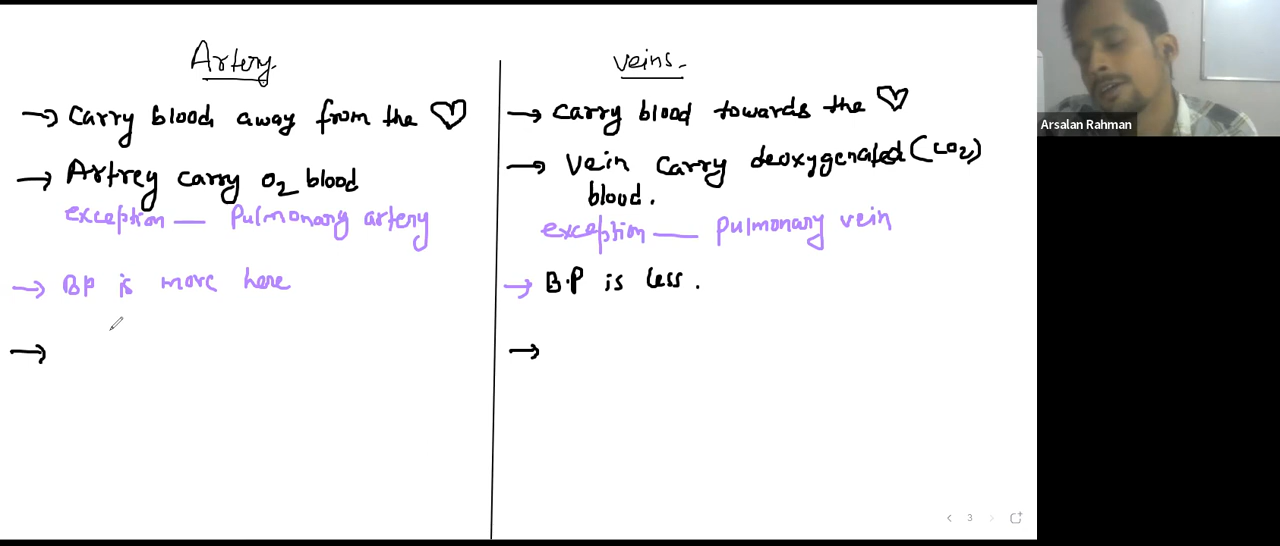 Artery
→ Carry blood away from the ♡
→ Artrey carry O₂ blood
exception — Pulmonary artery
→ BP is more here
→
veins
→ carry blood towards the ♡
→ Vein carry deoxygenated (CO₂)
blood.
exception — pulmonary vein
→ B.P is less.
→
Arsalan Rahman
3